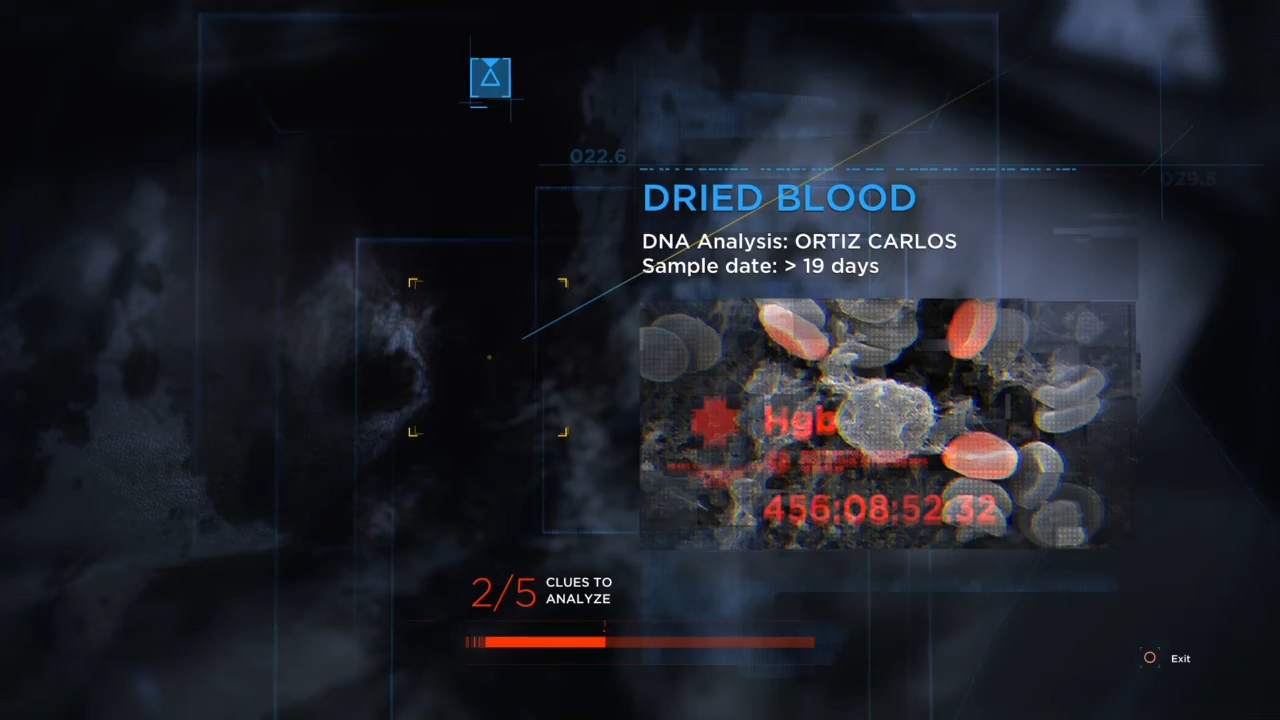 022.6
029.5
DRIED BLOOD
DNA Analysis: ORTIZ CARLOS
Sample date: > 19 days
Hgb
456:08:52:32
2/5 CLUES TO
ANALYZE
Exit